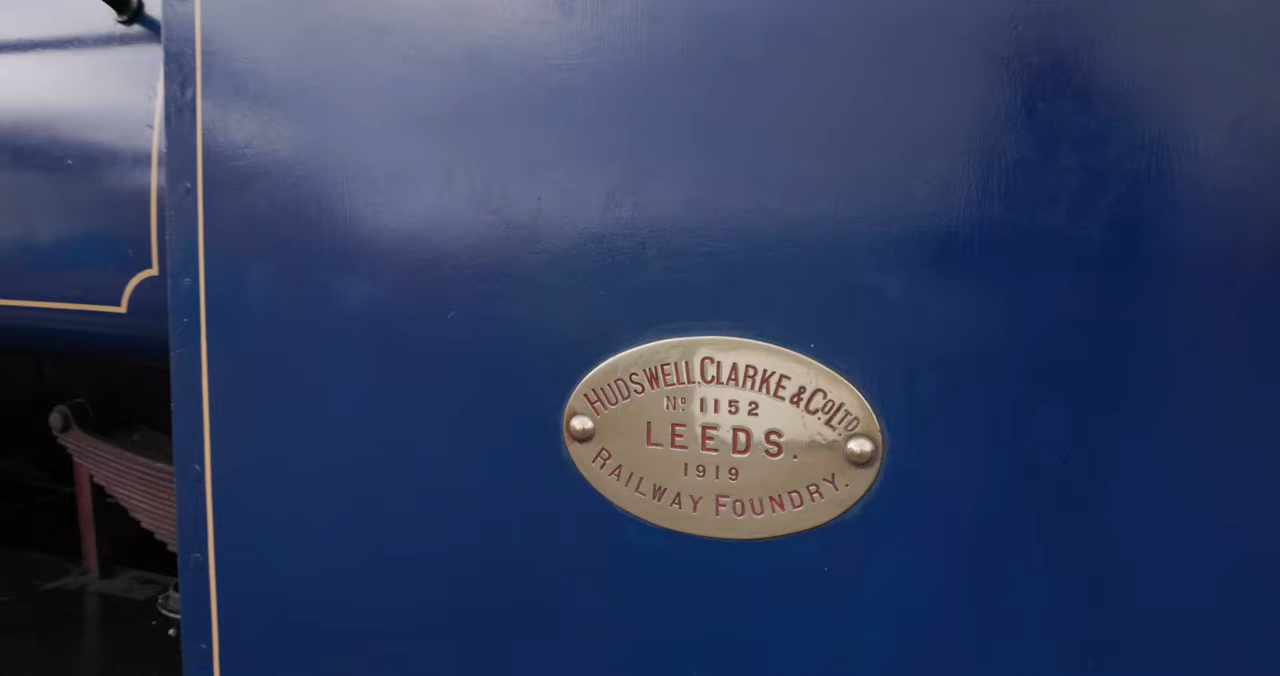 HUDSWELL, CLARKE & Co LTD
No 1152
LEEDS.
1919
RAILWAY FOUNDRY.